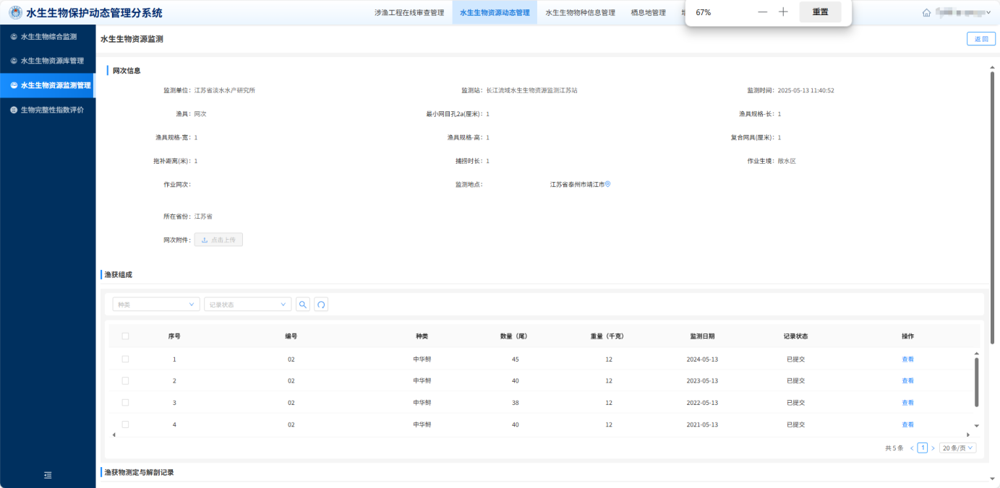 水生生物保护动态管理分系统 涉渔工程在线审查管理 水生生物资源动态管理 水生生物物种信息管理 栖息地管理 67% 重置
水生生物综合监测
水生生物资源库管理
水生生物资源监测管理
生物完整性指数评价
水生生物资源监测 返回
网次信息
监测单位: 江苏省淡水水产研究所 监测站: 长江流域水生生物资源监测江苏站 监测时间: 2025-05-13 11:40:52
渔具: 网次 最小网目孔2a(厘米): 1 渔具规格-长: 1
渔具规格-宽: 1 渔具规格-高: 1 复合网具(厘米): 1
拖补距离(米): 1 捕捞时长: 1 作业生境: 敞水区
作业网次: 监测地点: 江苏省泰州市靖江市
所在省份: 江苏省
网次附件: 点击上传
渔获组成
种类 记录状态
序号 编号 种类 数量（尾） 重量（千克） 监测日期 记录状态 操作
1 02 中华鲟 45 12 2024-05-13 已提交 查看
2 02 中华鲟 40 12 2023-05-13 已提交 查看
3 02 中华鲟 38 12 2022-05-13 已提交 查看
4 02 中华鲟 40 12 2021-05-13 已提交 查看
共 5 条 < 1 > 20 条/页
渔获物测定与解剖记录